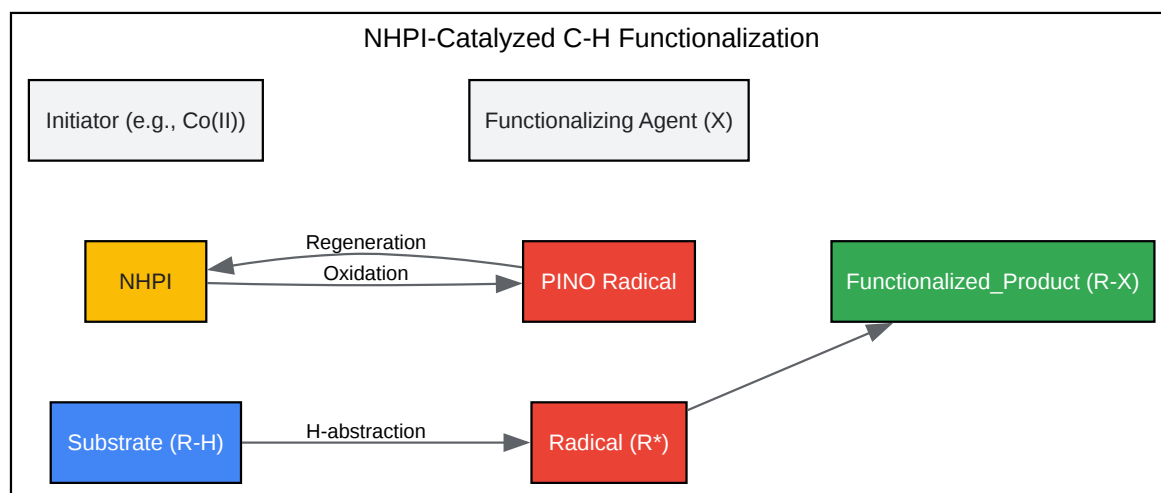 NHPI-Catalyzed C-H Functionalization
Initiator (e.g., Co(II))
Functionalizing Agent (X)
Regeneration
NHPI
Oxidation
PINO Radical
Functionalized_Product (R-X)
Substrate (R-H)
H-abstraction
Radical (R*)